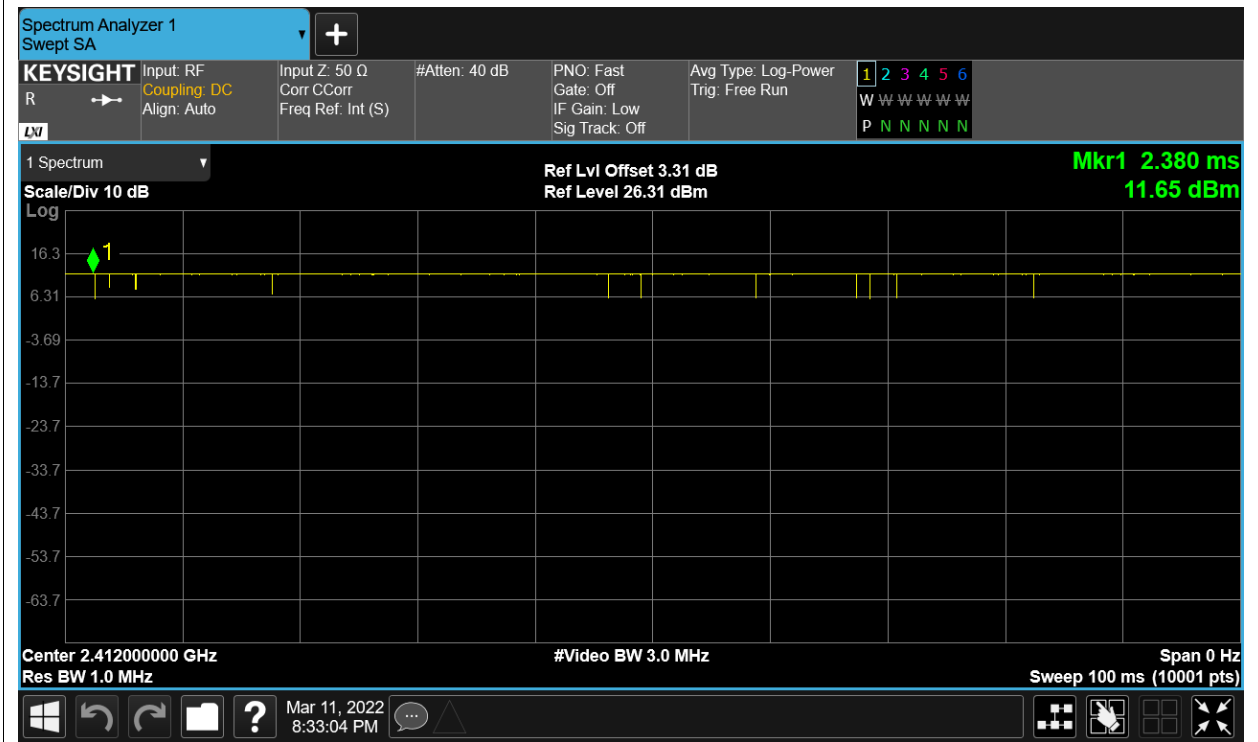 Spectrum Analyzer 1
Swept SA
+
KEYSIGHT
R
LXI
Input: RF
Coupling: DC
Align: Auto
Input Z: 50 Ω
Corr CCorr
Freq Ref: Int (S)
#Atten: 40 dB
PNO: Fast
Gate: Off
IF Gain: Low
Sig Track: Off
Avg Type: Log-Power
Trig: Free Run
1 2 3 4 5 6
W W W W W W
P N N N N N
1 Spectrum
Scale/Div 10 dB
Log
Ref Lvl Offset 3.31 dB
Ref Level 26.31 dBm
Mkr1 2.380 ms
11.65 dBm
1
16.3
6.31
-3.69
-13.7
-23.7
-33.7
-43.7
-53.7
-63.7
Center 2.412000000 GHz
Res BW 1.0 MHz
#Video BW 3.0 MHz
Span 0 Hz
Sweep 100 ms (10001 pts)
?
Mar 11, 2022
8:33:04 PM